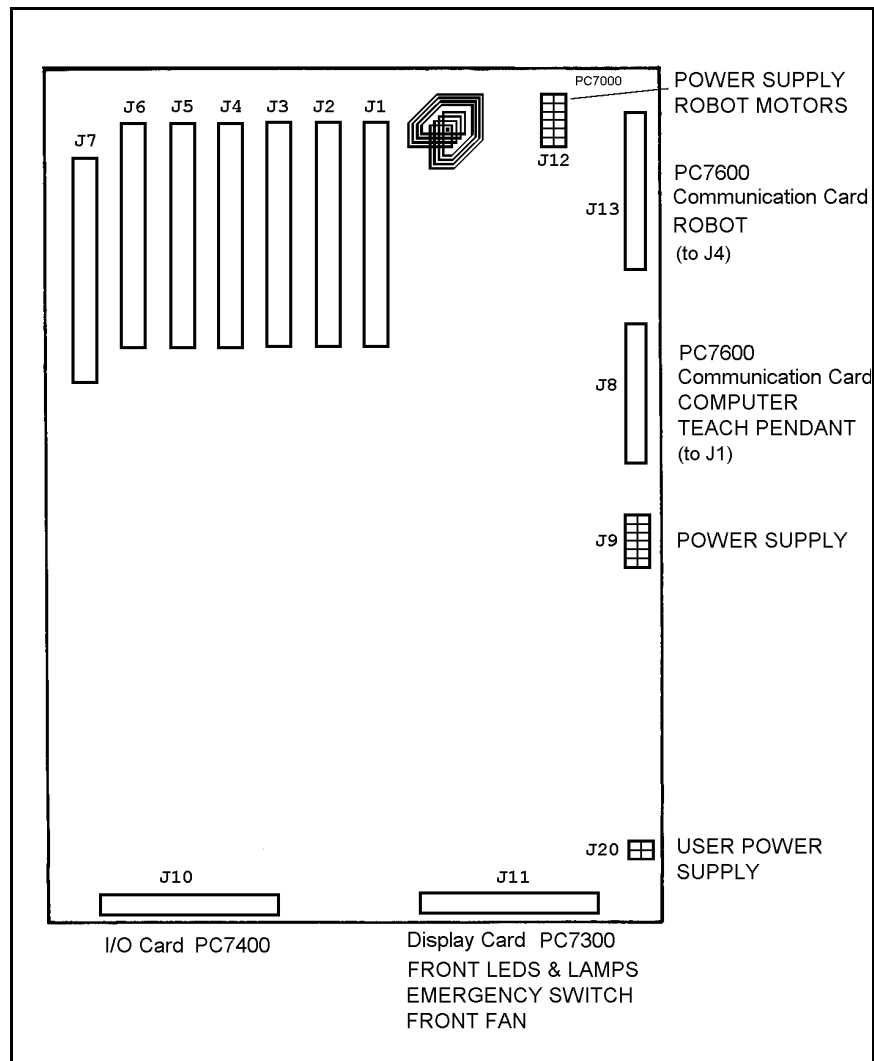 PC7000
POWER SUPPLY
ROBOT MOTORS
J6 J5 J4 J3 J2 J1
J7
J12
PC7600
Communication Card
ROBOT
(to J4)
J13
PC7600
Communication Card
COMPUTER
TEACH PENDANT
(to J1)
J8
J9
POWER SUPPLY
J20
USER POWER
SUPPLY
J10
J11
I/O Card PC7400
Display Card PC7300
FRONT LEDS & LAMPS
EMERGENCY SWITCH
FRONT FAN